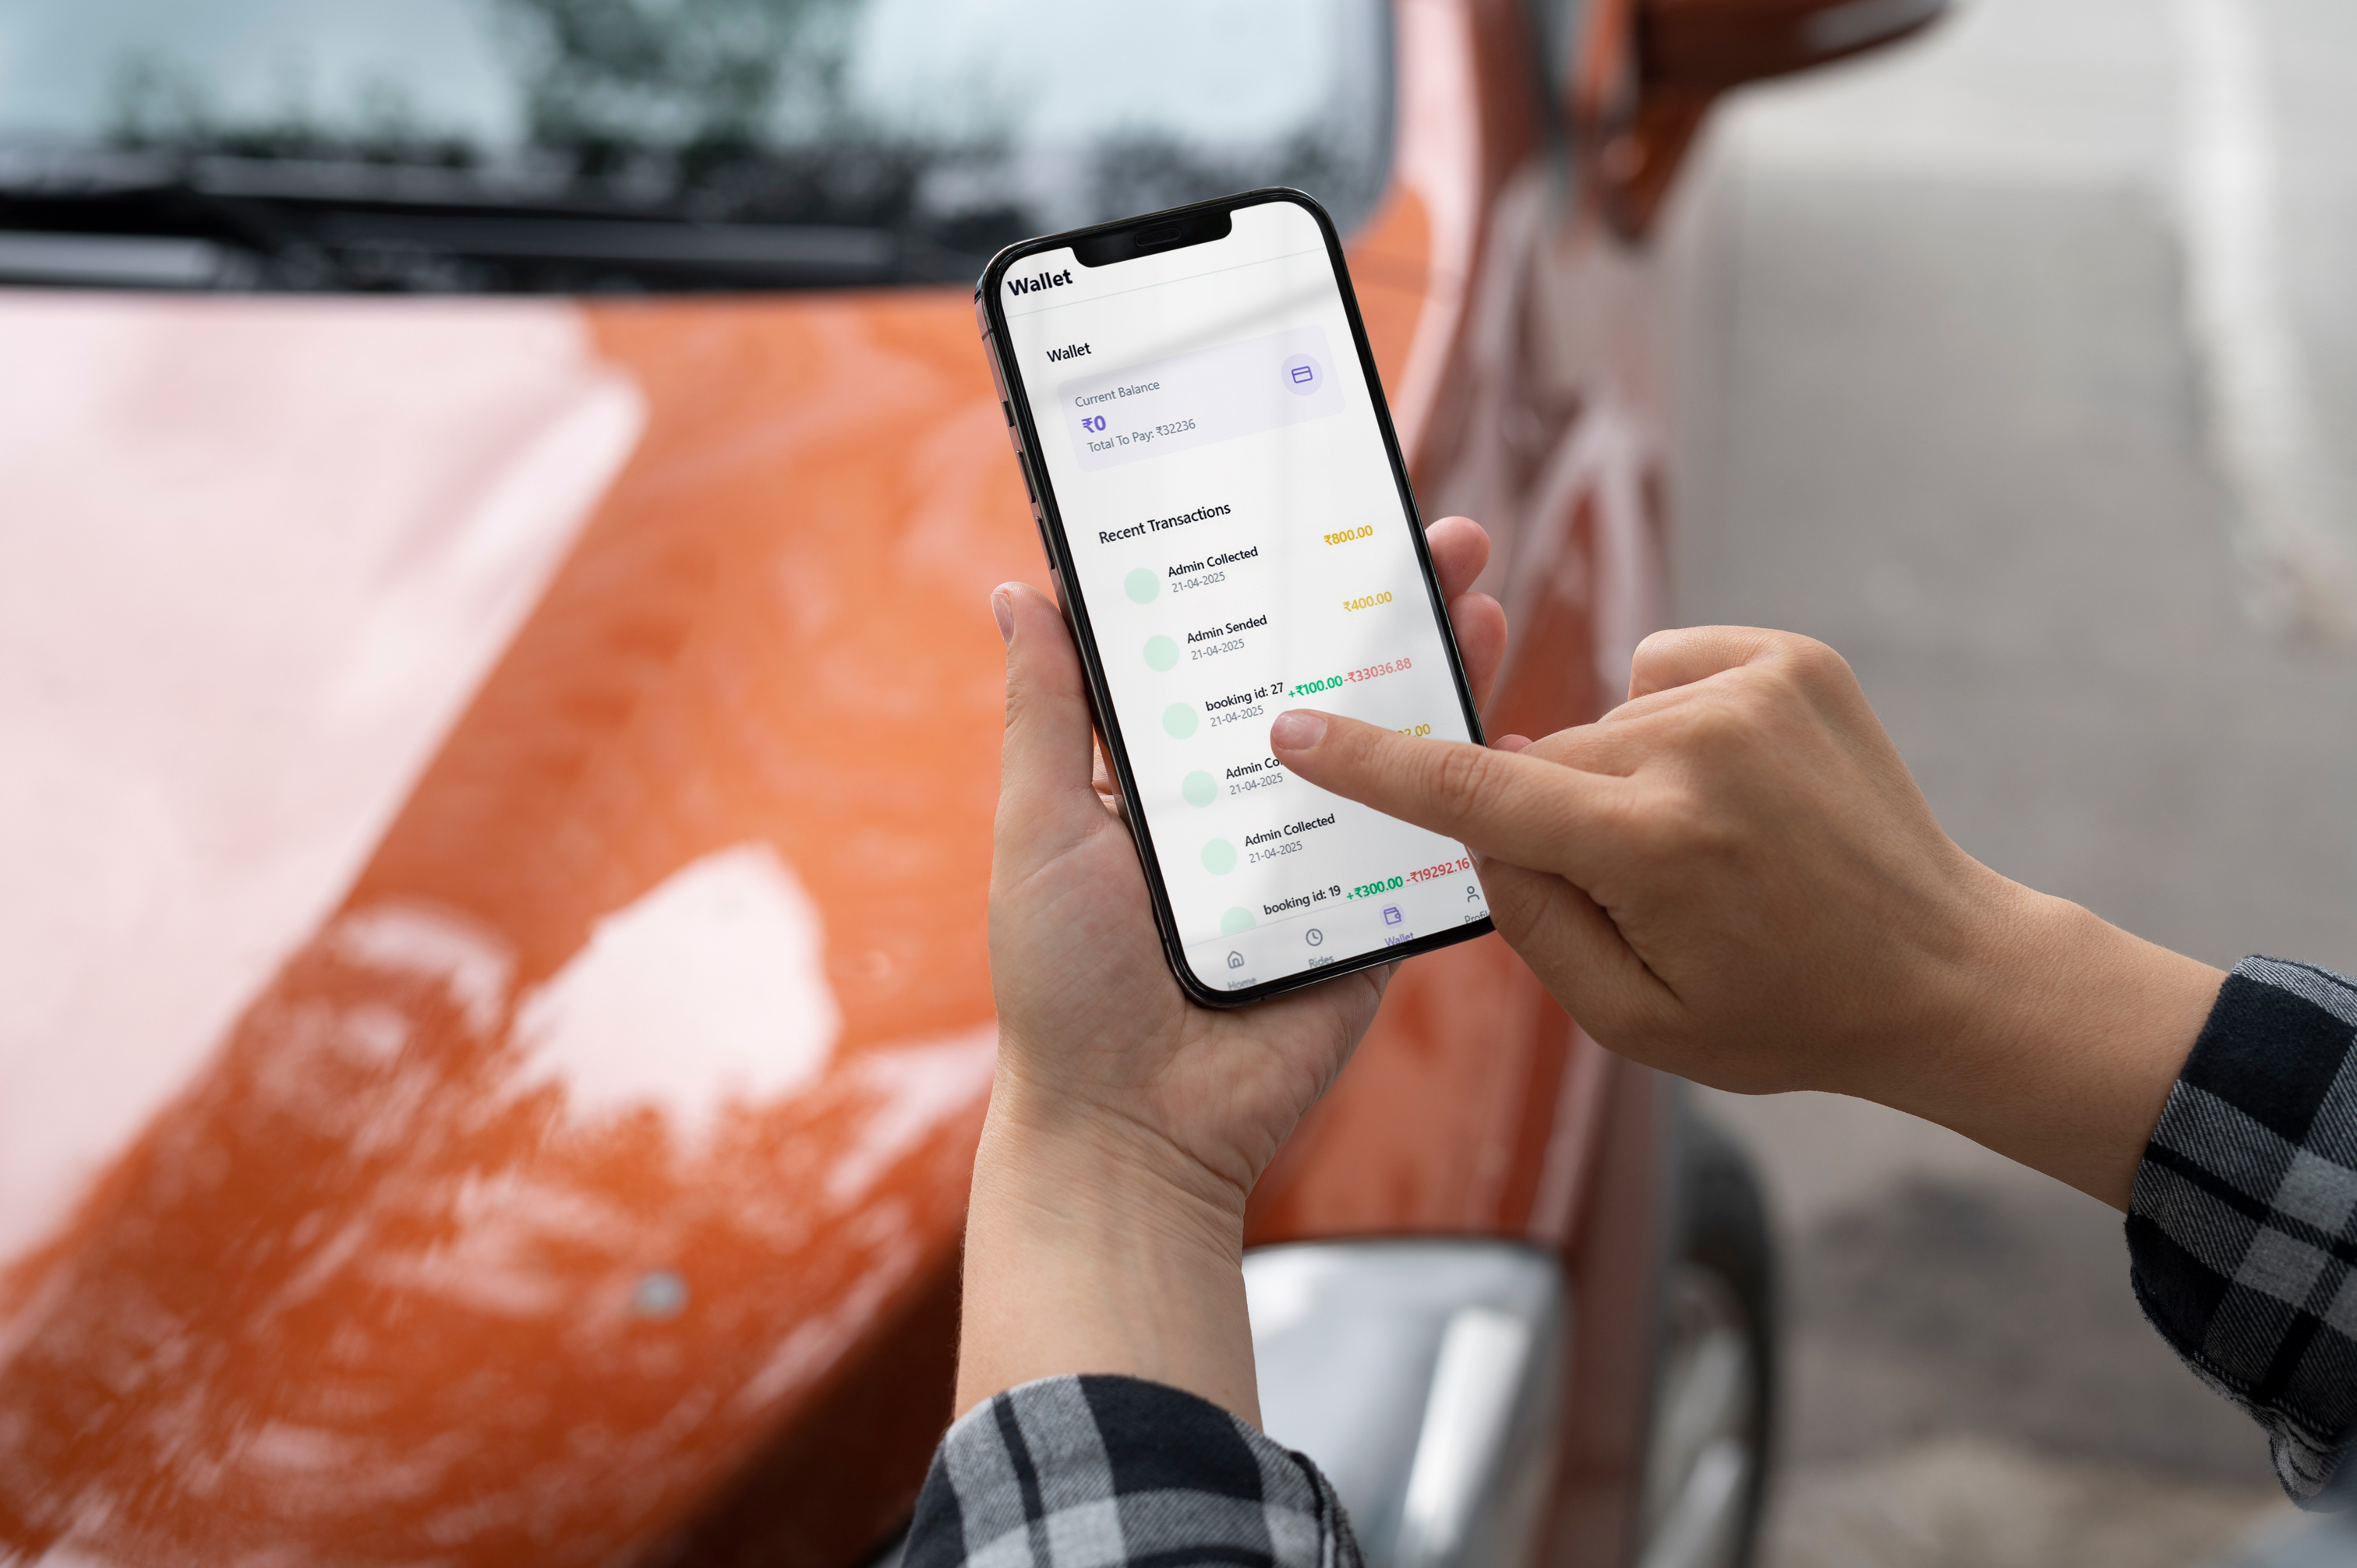 Wallet
Wallet
Current Balance
₹0
Total To Pay: ₹32236
Recent Transactions
Admin Collected ₹800.00
21-04-2025
Admin Sended ₹400.00
21-04-2025
booking id: 27 +₹100.00 -₹33036.88
21-04-2025
Admin
21-04-2025
Admin Collected
21-04-2025
booking id: 19 +₹300.00 -₹19292.16
Home Rides Wallet